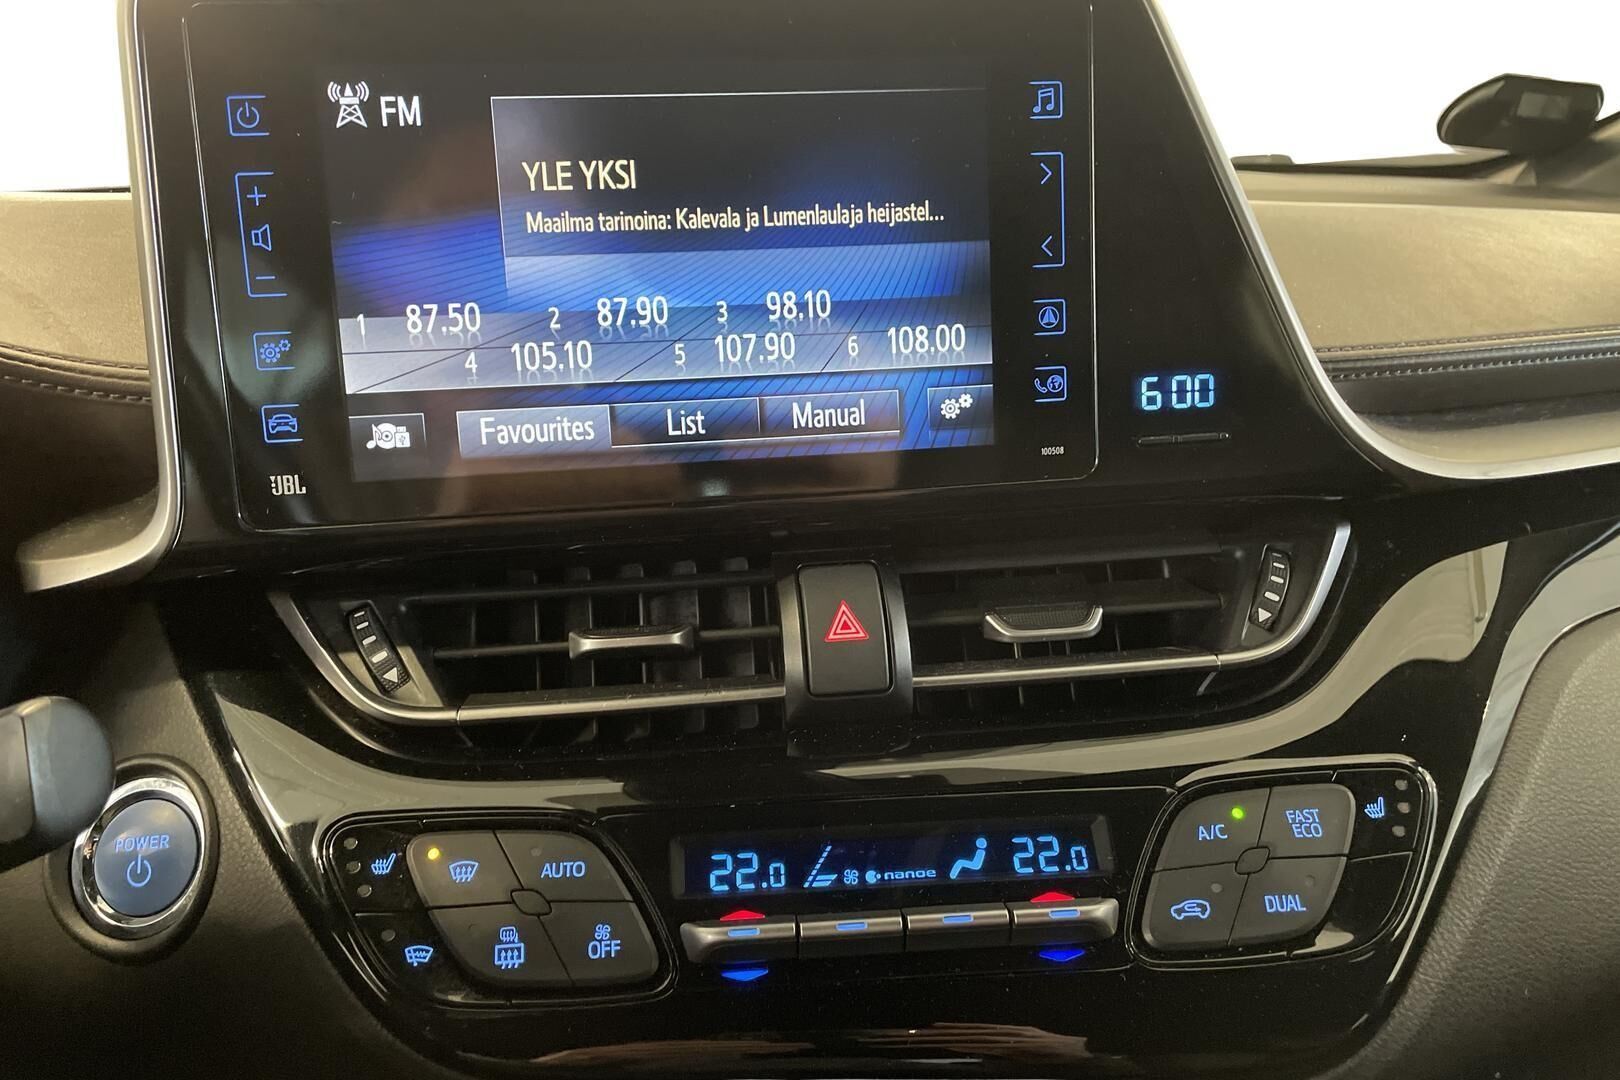 FM
YLE YKSI
Maailma tarinoina: Kalevala ja Lumenlaulaja heijastel...
1 87.50 2 87.90 3 98.10
4 105.10 5 107.90 6 108.00
Favourites List Manual
6:00
100508
JBL
POWER
AUTO
OFF
22.0 nanoe 22.0
A/C FAST ECO
DUAL